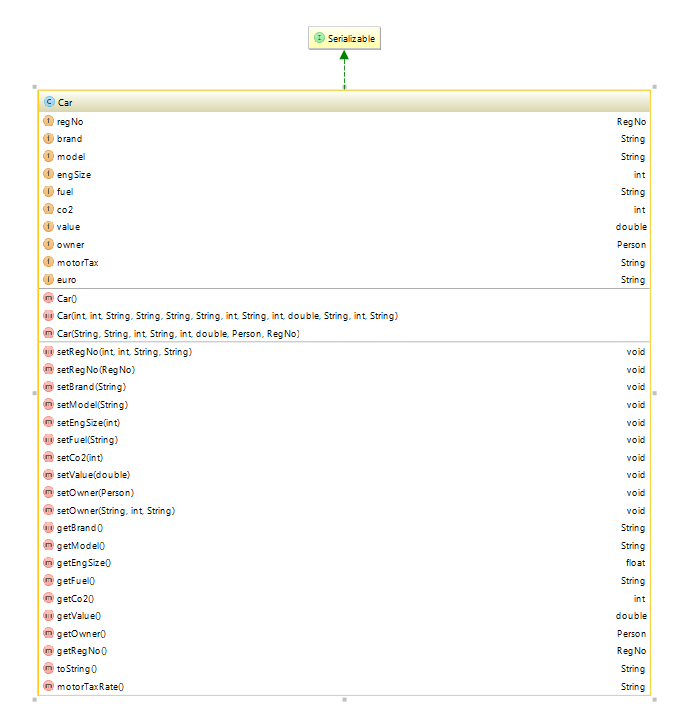 I Serializable
C Car
f regNo RegNo
f brand String
f model String
f engSize int
f fuel String
f co2 int
f value double
f owner Person
f motorTax String
f euro String
m Car()
m Car(int, int, String, String, String, String, int, String, int, double, String, int, String)
m Car(String, String, int, String, int, double, Person, RegNo)
m setRegNo(int, int, String, String) void
m setRegNo(RegNo) void
m setBrand(String) void
m setModel(String) void
m setEngSize(int) void
m setFuel(String) void
m setCo2(int) void
m setValue(double) void
m setOwner(Person) void
m setOwner(String, int, String) void
m getBrand() String
m getModel() String
m getEngSize() float
m getFuel() String
m getCo2() int
m getValue() double
m getOwner() Person
m getRegNo() RegNo
m toString() String
m motorTaxRate() String